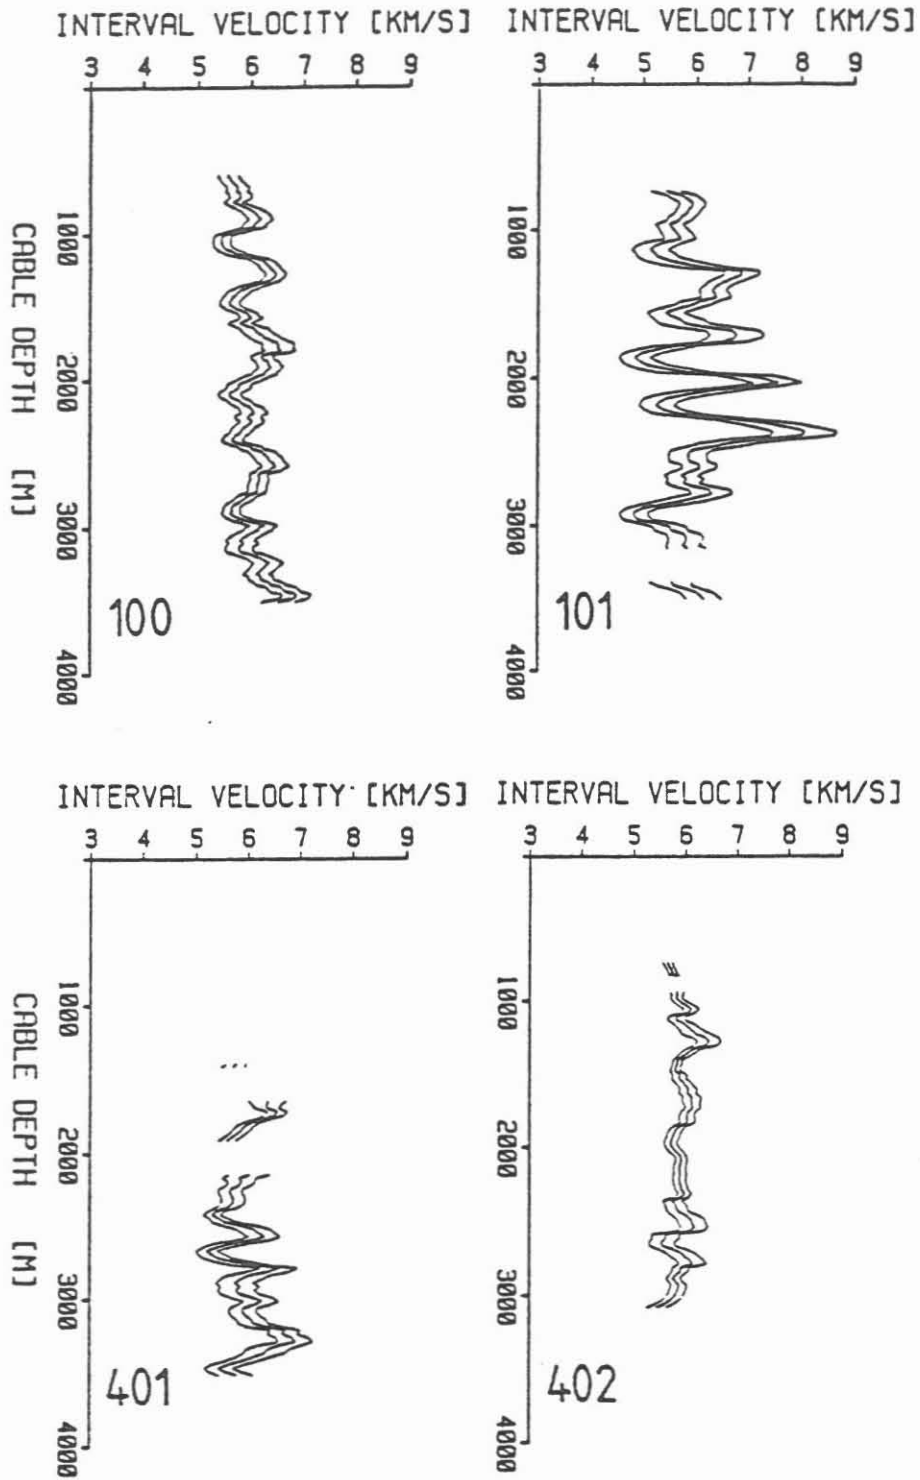 INTERVAL VELOCITY [KM/S]
3 4 5 6 7 8 9
1000
2000
3000
4000
CABLE DEPTH [M]
100
INTERVAL VELOCITY [KM/S]
3 4 5 6 7 8 9
1000
2000
3000
4000
101
INTERVAL VELOCITY [KM/S]
3 4 5 6 7 8 9
1000
2000
3000
4000
CABLE DEPTH [M]
401
INTERVAL VELOCITY [KM/S]
3 4 5 6 7 8 9
1000
2000
3000
4000
402